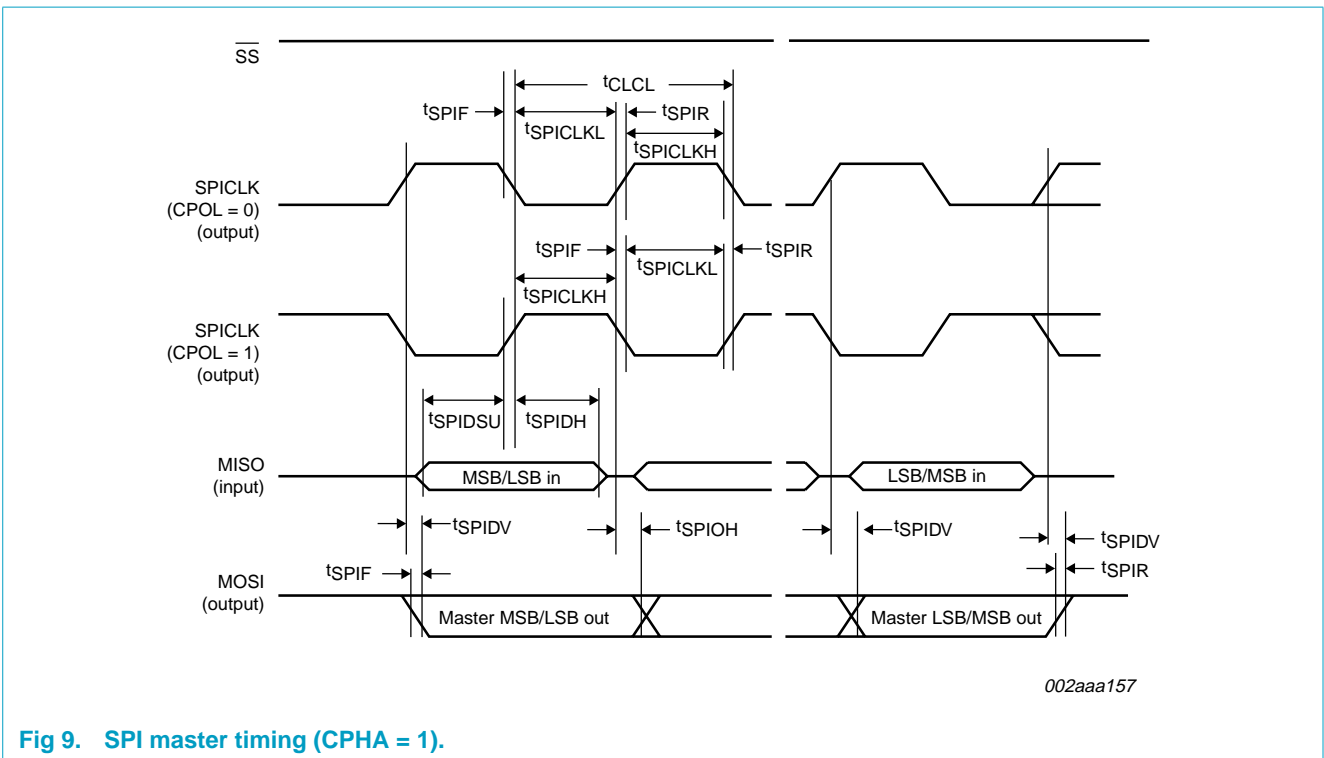 SS
tCLCL
tSPIF
tSPIR
tSPICLKL
tSPICLKH
SPICLK
(CPOL = 0)
(output)
tSPIF
tSPIR
tSPICLKL
tSPICLKH
SPICLK
(CPOL = 1)
(output)
tSPIDSU
tSPIDH
MISO
(input)
MSB/LSB in
LSB/MSB in
tSPIDV
tSPIOH
tSPIDV
tSPIDV
tSPIF
tSPIR
MOSI
(output)
Master MSB/LSB out
Master LSB/MSB out
002aaa157
Fig 9. SPI master timing (CPHA = 1).